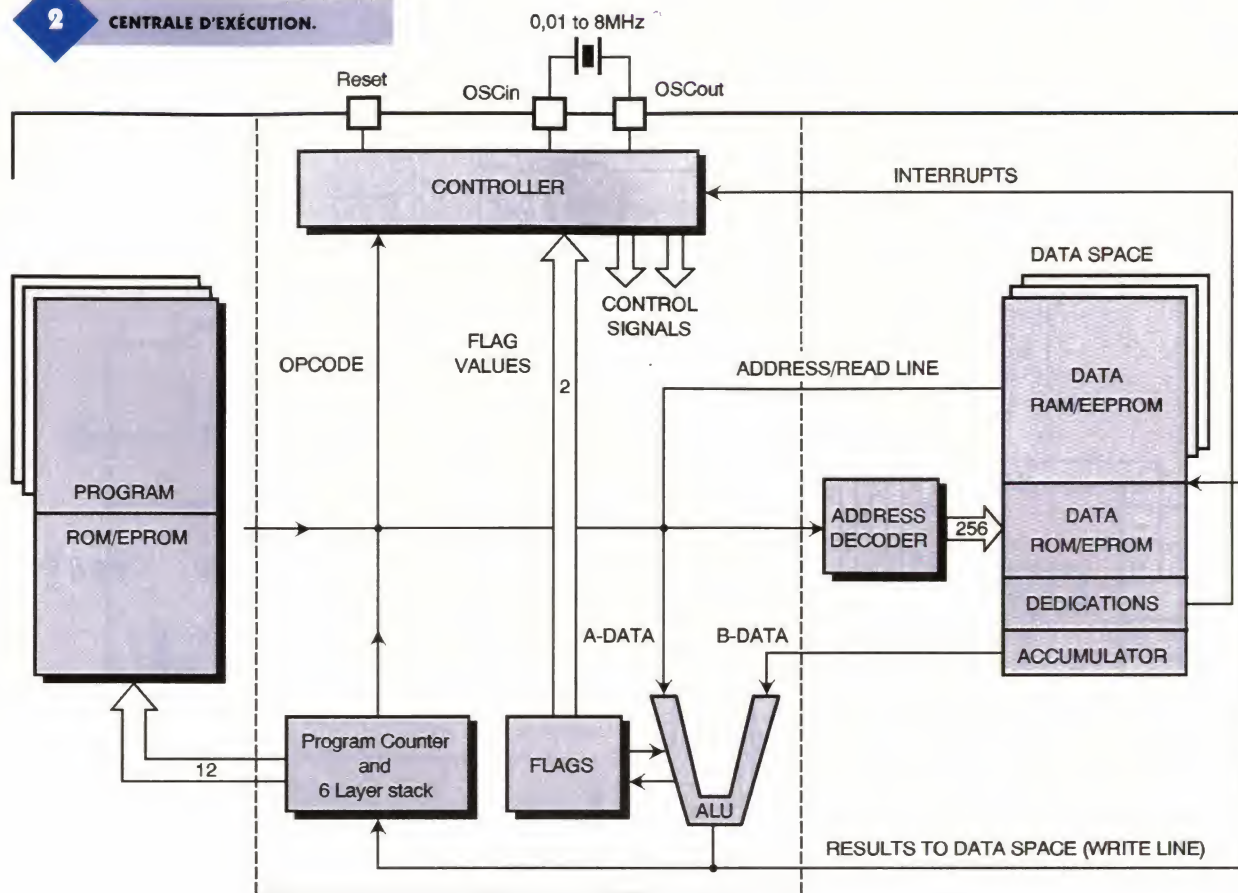 2
CENTRALE D'EXÉCUTION.
0,01 to 8MHz
Reset
OSCin
OSCout
CONTROLLER
INTERRUPTS
DATA SPACE
CONTROL
SIGNALS
OPCODE
FLAG
VALUES
2
ADDRESS/READ LINE
DATA
RAM/EEPROM
PROGRAM
ROM/EPROM
ADDRESS
DECODER
256
DATA
ROM/EPROM
DEDICATIONS
A-DATA
B-DATA
ACCUMULATOR
12
Program Counter
and
6 Layer stack
FLAGS
ALU
RESULTS TO DATA SPACE (WRITE LINE)